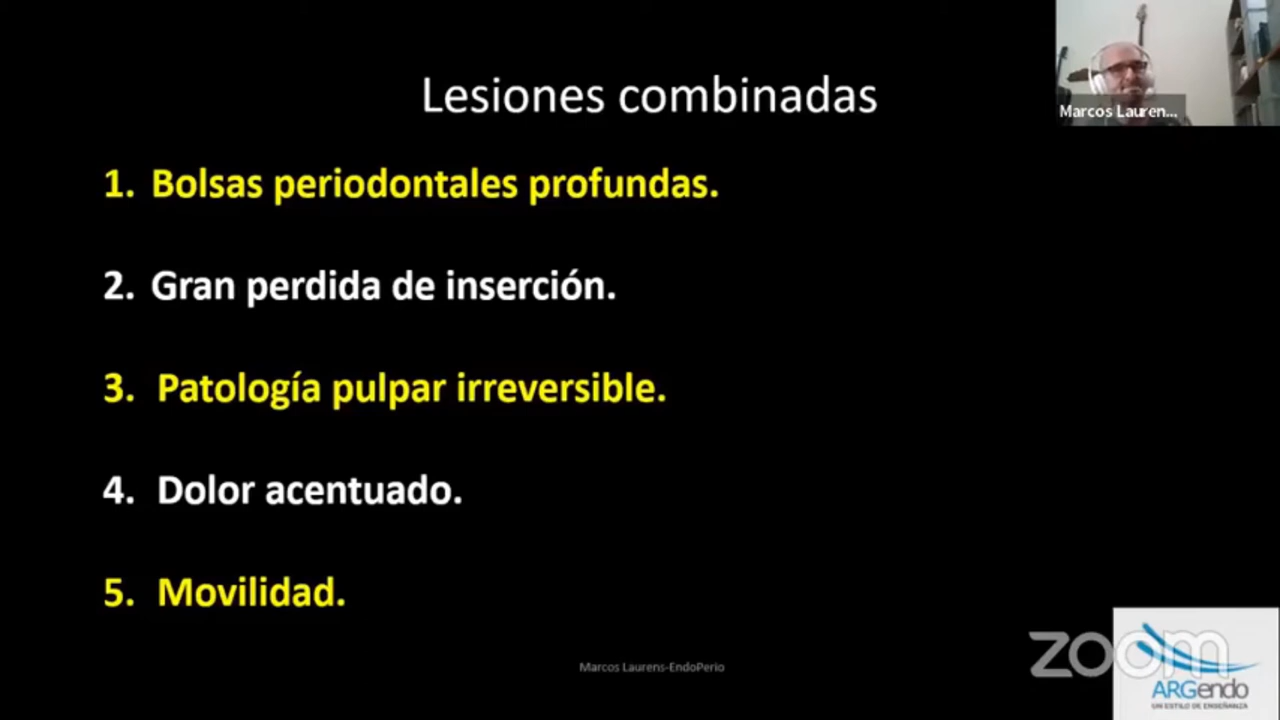 Lesiones combinadas
Marcos Lauren...
1. Bolsas periodontales profundas.
2. Gran perdida de inserción.
3. Patología pulpar irreversible.
4. Dolor acentuado.
5. Movilidad.
Marcos Laurens-EndoPerio
zoom
ARGendo
UN ESTILO DE ENSEÑANZA